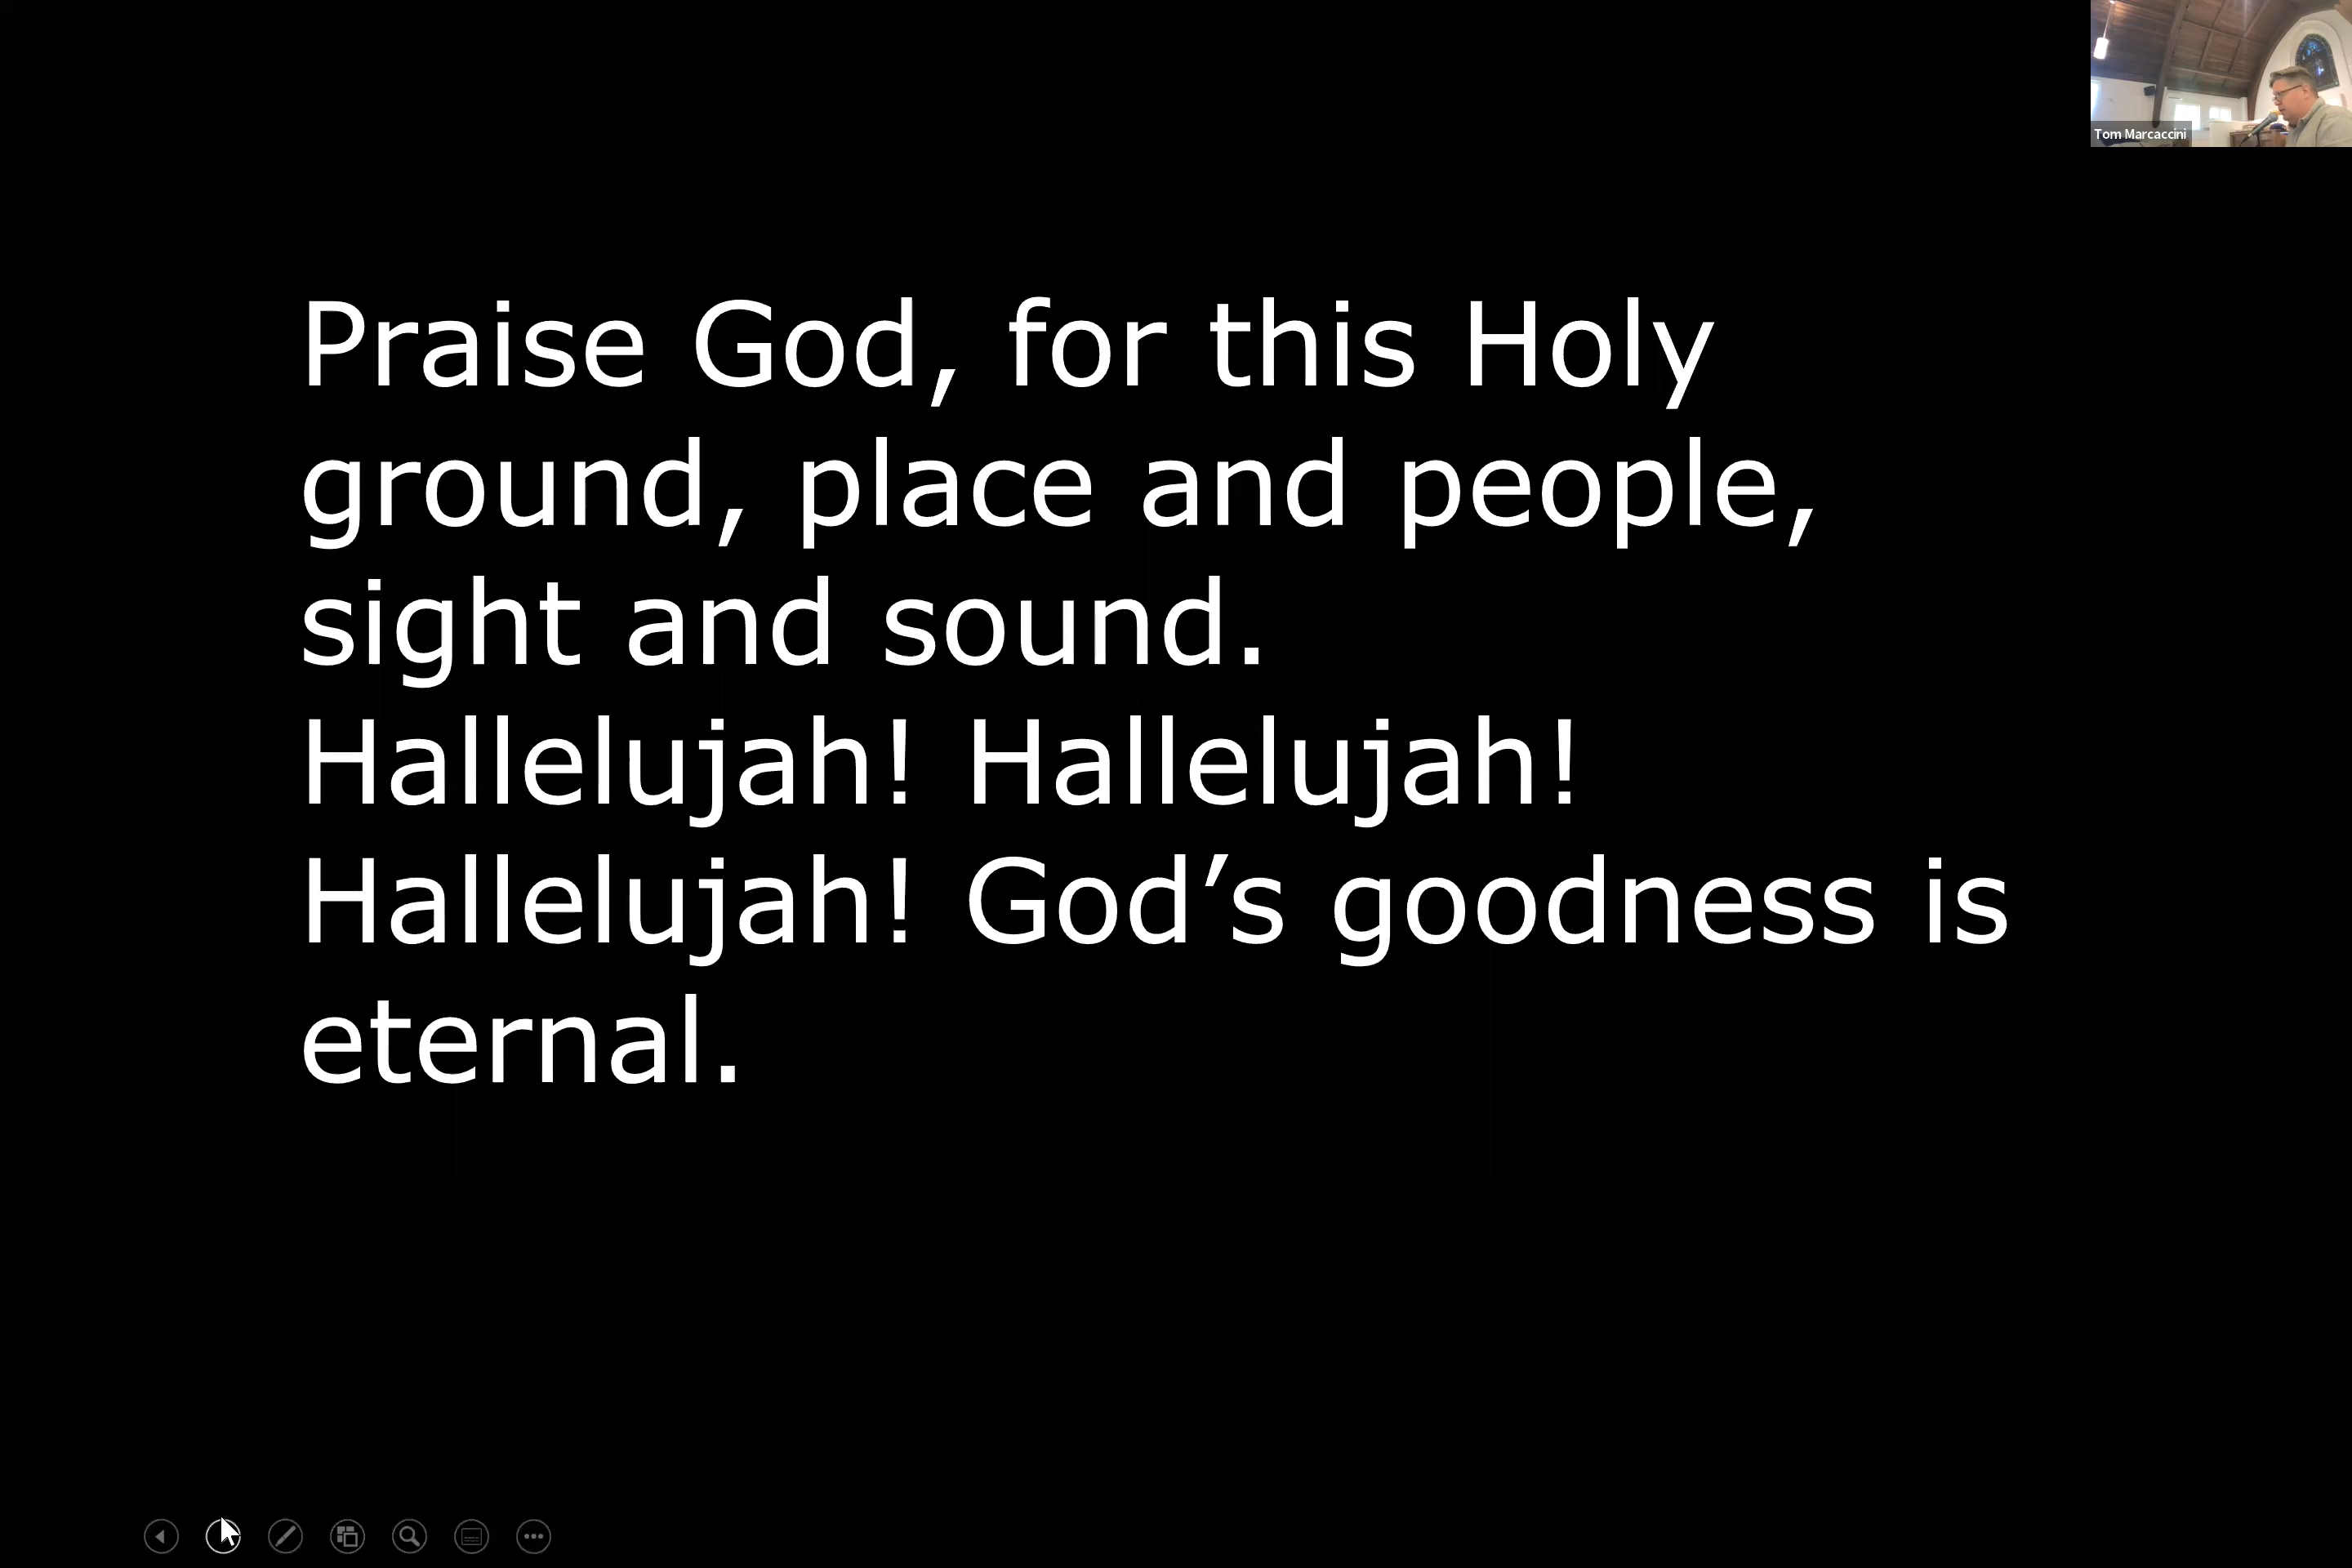 Tom Marcaccini
Praise God, for this Holy
ground, place and people,
sight and sound.
Hallelujah! Hallelujah!
Hallelujah! God’s goodness is
eternal.